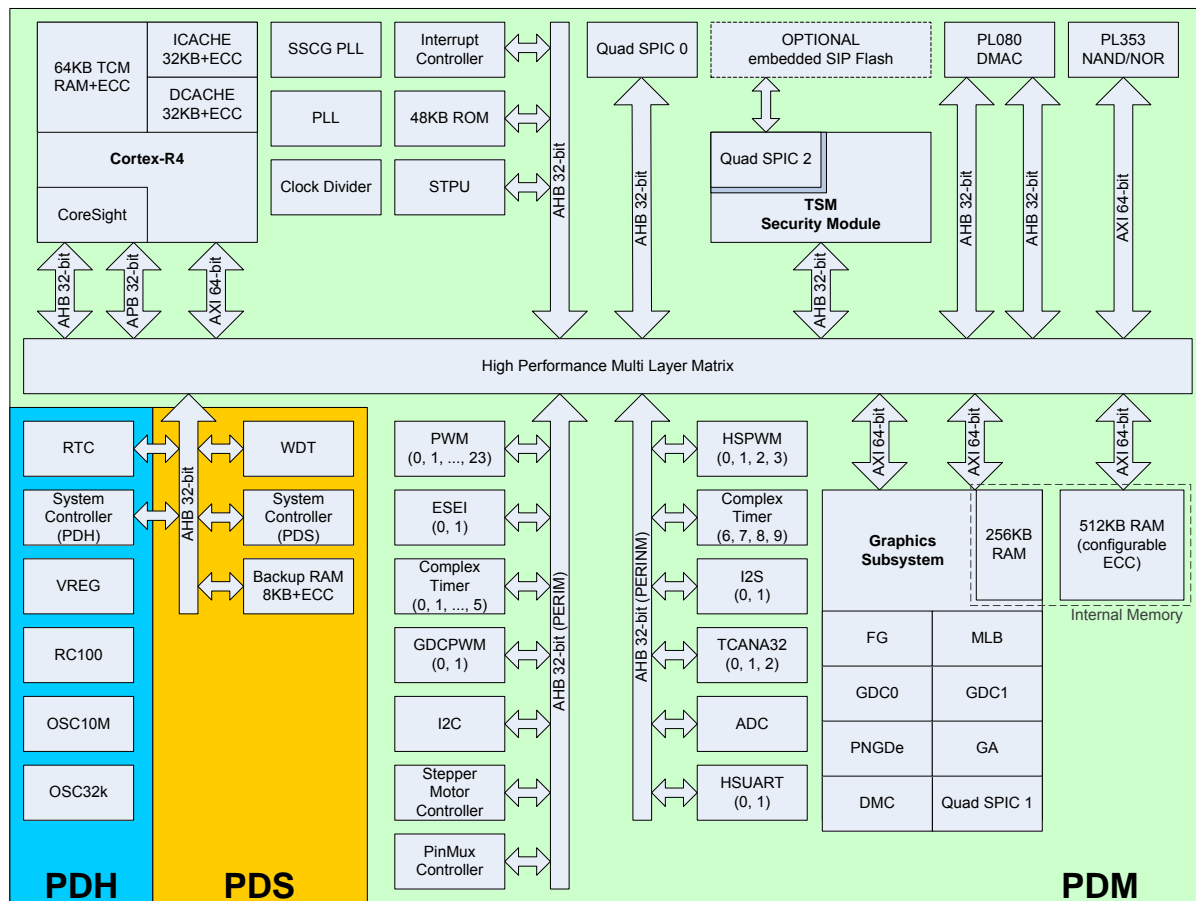 64KB TCM
RAM+ECC
ICACHE
32KB+ECC
DCACHE
32KB+ECC
Cortex-R4
CoreSight
SSCG PLL
PLL
Clock Divider
Interrupt
Controller
48KB ROM
STPU
AHB 32-bit
Quad SPIC 0
AHB 32-bit
OPTIONAL
embedded SIP Flash
Quad SPIC 2
TSM
Security Module
AHB 32-bit
PL080
DMAC
AHB 32-bit
AHB 32-bit
PL353
NAND/NOR
AXI 64-bit
AHB 32-bit
APB 32-bit
AXI 64-bit
High Performance Multi Layer Matrix
RTC
System
Controller
(PDH)
VREG
RC100
OSC10M
OSC32k
PDH
AHB 32-bit
WDT
System
Controller
(PDS)
Backup RAM
8KB+ECC
PDS
PWM
(0, 1, ..., 23)
ESEI
(0, 1)
Complex
Timer
(0, 1, ..., 5)
GDCPWM
(0, 1)
I2C
Stepper
Motor
Controller
PinMux
Controller
AHB 32-bit (PERIM)
AHB 32-bit (PERINM)
HSPWM
(0, 1, 2, 3)
Complex
Timer
(6, 7, 8, 9)
I2S
(0, 1)
TCANA32
(0, 1, 2)
ADC
HSUART
(0, 1)
AXI 64-bit
AXI 64-bit
AXI 64-bit
Graphics
Subsystem
256KB
RAM
512KB RAM
(configurable
ECC)
Internal Memory
FG
MLB
GDC0
GDC1
PNGDe
GA
DMC
Quad SPIC 1
PDM